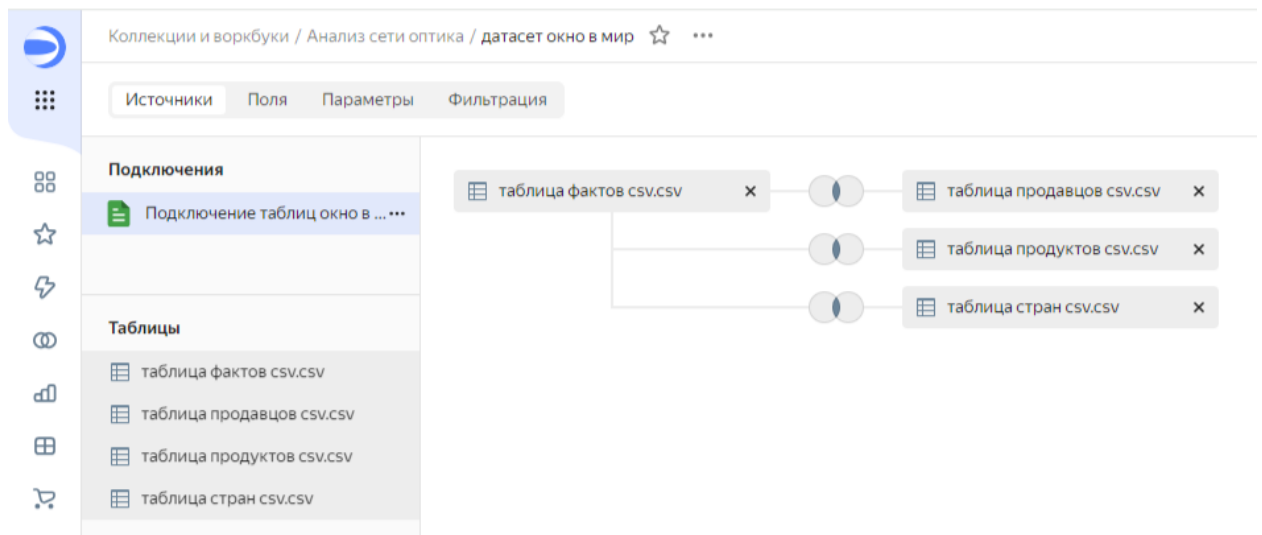 Коллекции и воркбуки / Анализ сети оптика / датасет окно в мир
Источники Поля Параметры Фильтрация
Подключения
Подключение таблиц окно в ...
Таблицы
таблица фактов csv.csv
таблица продавцов csv.csv
таблица продуктов csv.csv
таблица стран csv.csv
таблица фактов csv.csv
таблица продавцов csv.csv
таблица продуктов csv.csv
таблица стран csv.csv